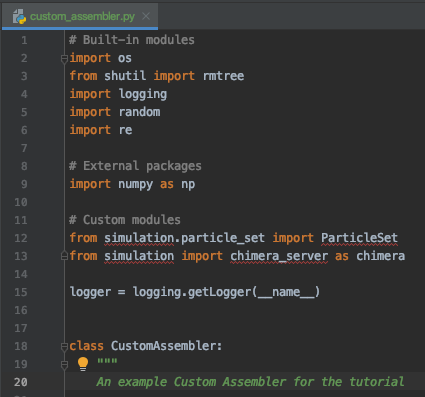 custom_assembler.py
1 # Built-in modules
2 import os
3 from shutil import rmtree
4 import logging
5 import random
6 import re
7
8 # External packages
9 import numpy as np
10
11 # Custom modules
12 from simulation.particle_set import ParticleSet
13 from simulation import chimera_server as chimera
14
15 logger = logging.getLogger(__name__)
16
17
18 class CustomAssembler:
19 """
20 An example Custom Assembler for the tutorial